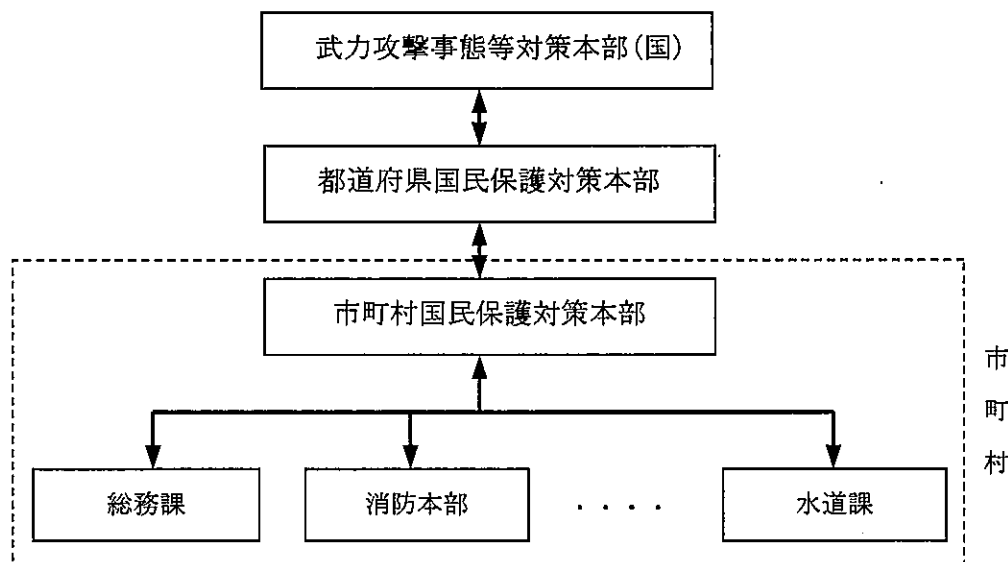 武力攻撃事態等対策本部(国)
都道府県国民保護対策本部
市町村国民保護対策本部
市町村
総務課
消防本部
・・・・
水道課